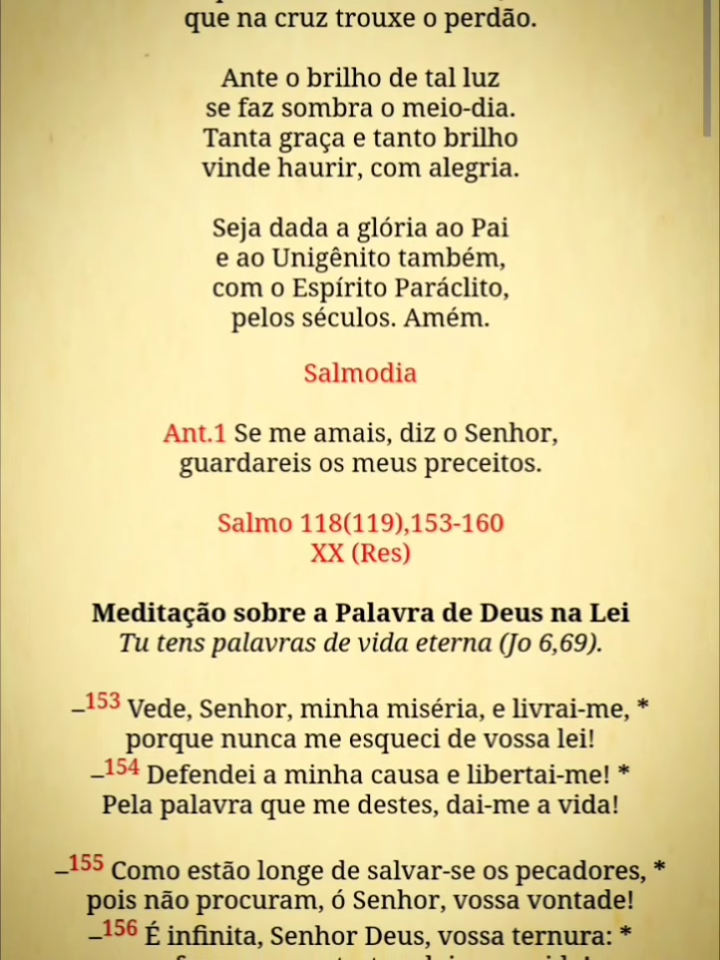 que na cruz trouxe o perdão.
Ante o brilho de tal luz
se faz sombra o meio-dia.
Tanta graça e tanto brilho
vinde haurir, com alegria.
Seja dada a glória ao Pai
e ao Unigênito também,
com o Espírito Paráclito,
pelos séculos. Amém.
Salmodia
Ant.1 Se me amais, diz o Senhor,
guardareis os meus preceitos.
Salmo 118(119),153-160
XX (Res)
Meditação sobre a Palavra de Deus na Lei
Tu tens palavras de vida eterna (Jo 6,69).
–153 Vede, Senhor, minha miséria, e livrai-me, *
porque nunca me esqueci de vossa lei!
–154 Defendei a minha causa e libertai-me! *
Pela palavra que me destes, dai-me a vida!
–155 Como estão longe de salvar-se os pecadores, *
pois não procuram, ó Senhor, vossa vontade!
–156 É infinita, Senhor Deus, vossa ternura: *